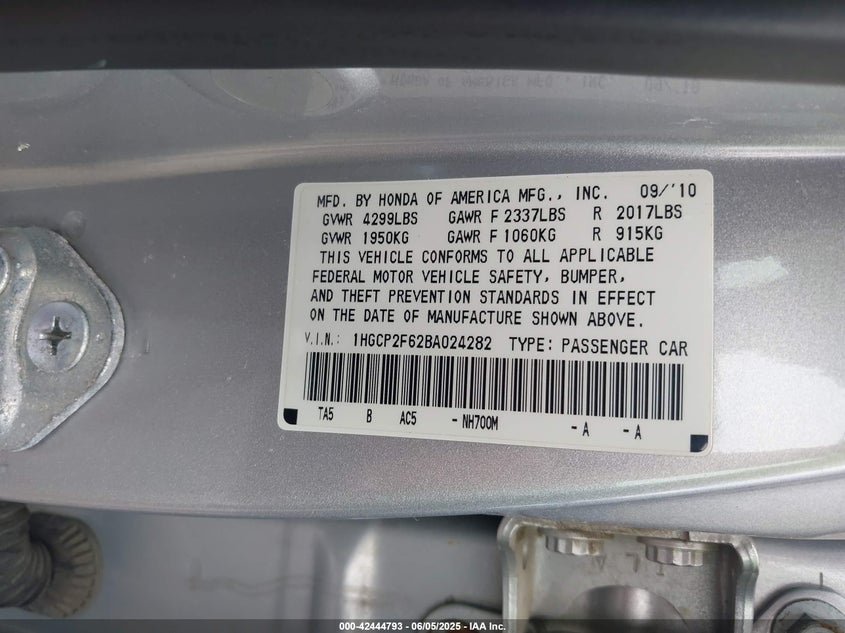 MFD. BY HONDA OF AMERICA MFG., INC. 09/'10
GVWR 4299LBS GAWR F 2337LBS R 2017LBS
GVWR 1950KG GAWR F 1060KG R 915KG
THIS VEHICLE CONFORMS TO ALL APPLICABLE
FEDERAL MOTOR VEHICLE SAFETY, BUMPER,
AND THEFT PREVENTION STANDARDS IN EFFECT
ON THE DATE OF MANUFACTURE SHOWN ABOVE.
V.I.N.: 1HGCP2F62BA024282 TYPE: PASSENGER CAR
TA5 B AC5 - NH700M - A - A
000-42444793 - 06/05/2025 - IAA Inc.